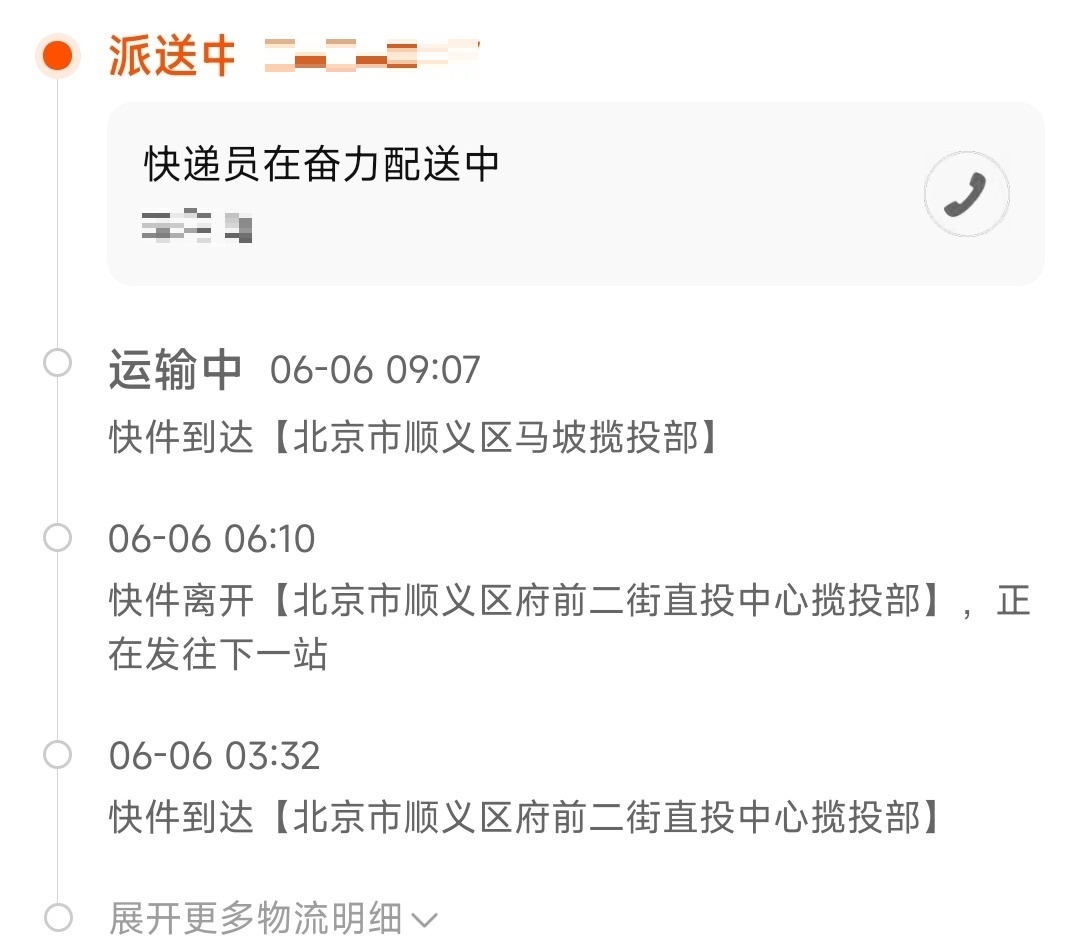 派送中
快递员在奋力配送中
运输中 06-06 09:07
快件到达【北京市顺义区马坡揽投部】
06-06 06:10
快件离开【北京市顺义区府前二街直投中心揽投部】，正
在发往下一站
06-06 03:32
快件到达【北京市顺义区府前二街直投中心揽投部】
展开更多物流明细